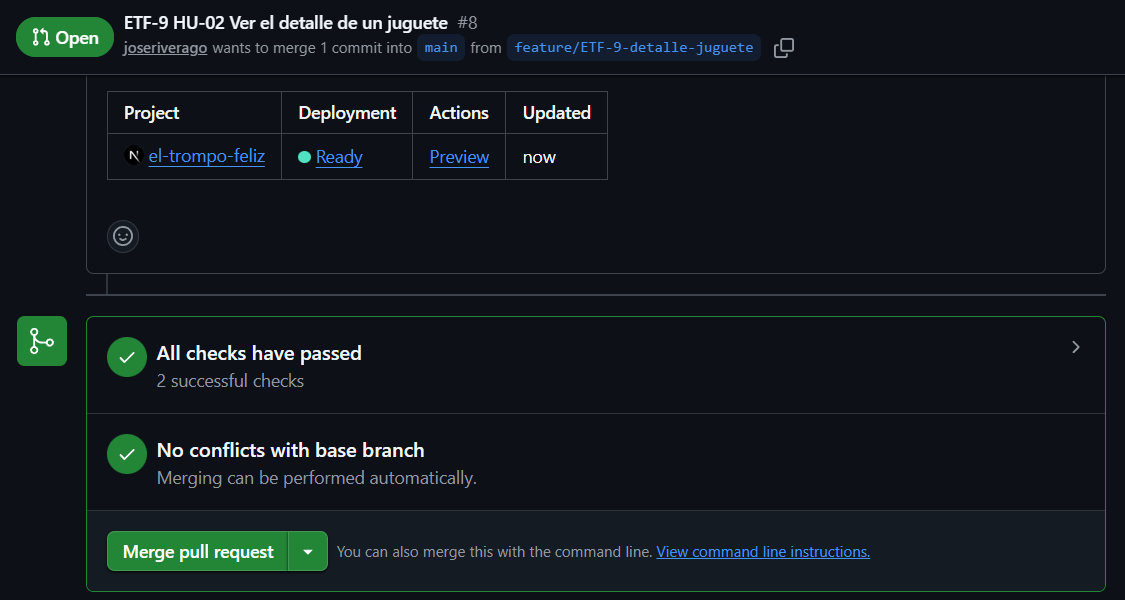 Open
ETF-9 HU-02 Ver el detalle de un juguete #8
joseriverago wants to merge 1 commit into main from feature/ETF-9-detalle-juguete
Project Deployment Actions Updated
N el-trompo-feliz Ready Preview now
All checks have passed
2 successful checks
No conflicts with base branch
Merging can be performed automatically.
Merge pull request You can also merge this with the command line. View command line instructions.